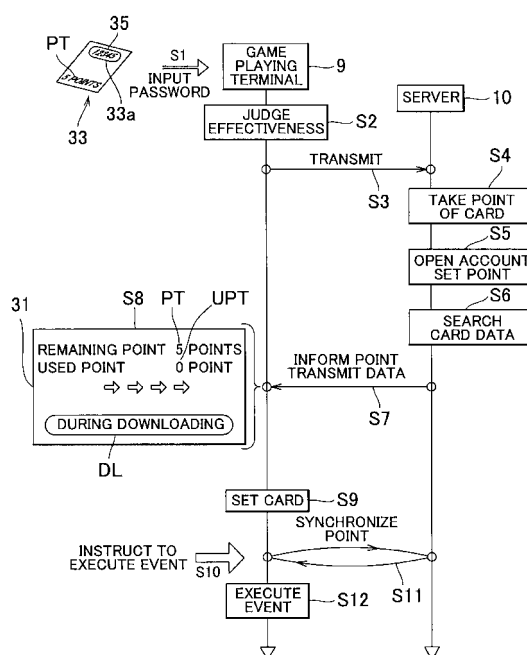 35
PT
12345
5 POINTS
33a
33
S1
INPUT
PASSWORD
GAME
PLAYING
TERMINAL
9
SERVER
10
JUDGE
EFFECTIVENESS
S2
TRANSMIT
S3
S4
TAKE POINT
OF CARD
S5
OPEN ACCOUNT
SET POINT
S6
SEARCH
CARD DATA
31
S8
PT
UPT
REMAINING POINT 5 POINTS
USED POINT 0 POINT
DURING DOWNLOADING
DL
INFORM POINT
TRANSMIT DATA
S7
SET CARD
S9
SYNCHRONIZE
POINT
INSTRUCT TO
EXECUTE EVENT
S10
S11
EXECUTE
EVENT
S12